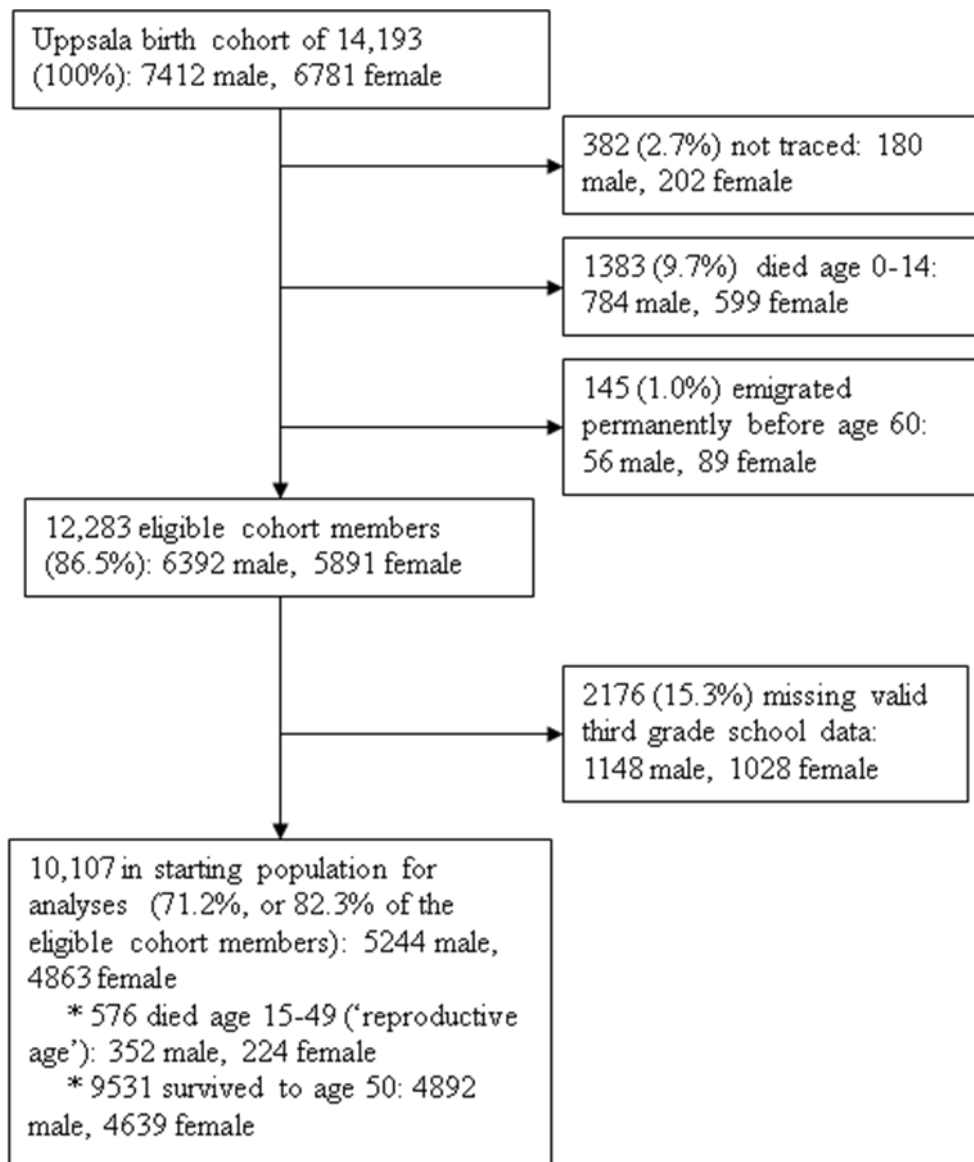 Uppsala birth cohort of 14,193
(100%): 7412 male, 6781 female
382 (2.7%) not traced: 180
male, 202 female
1383 (9.7%) died age 0-14:
784 male, 599 female
145 (1.0%) emigrated
permanently before age 60:
56 male, 89 female
12,283 eligible cohort members
(86.5%): 6392 male, 5891 female
2176 (15.3%) missing valid
third grade school data:
1148 male, 1028 female
10,107 in starting population for
analyses (71.2%, or 82.3% of the
eligible cohort members): 5244 male,
4863 female
* 576 died age 15-49 (‘reproductive
age’): 352 male, 224 female
* 9531 survived to age 50: 4892
male, 4639 female